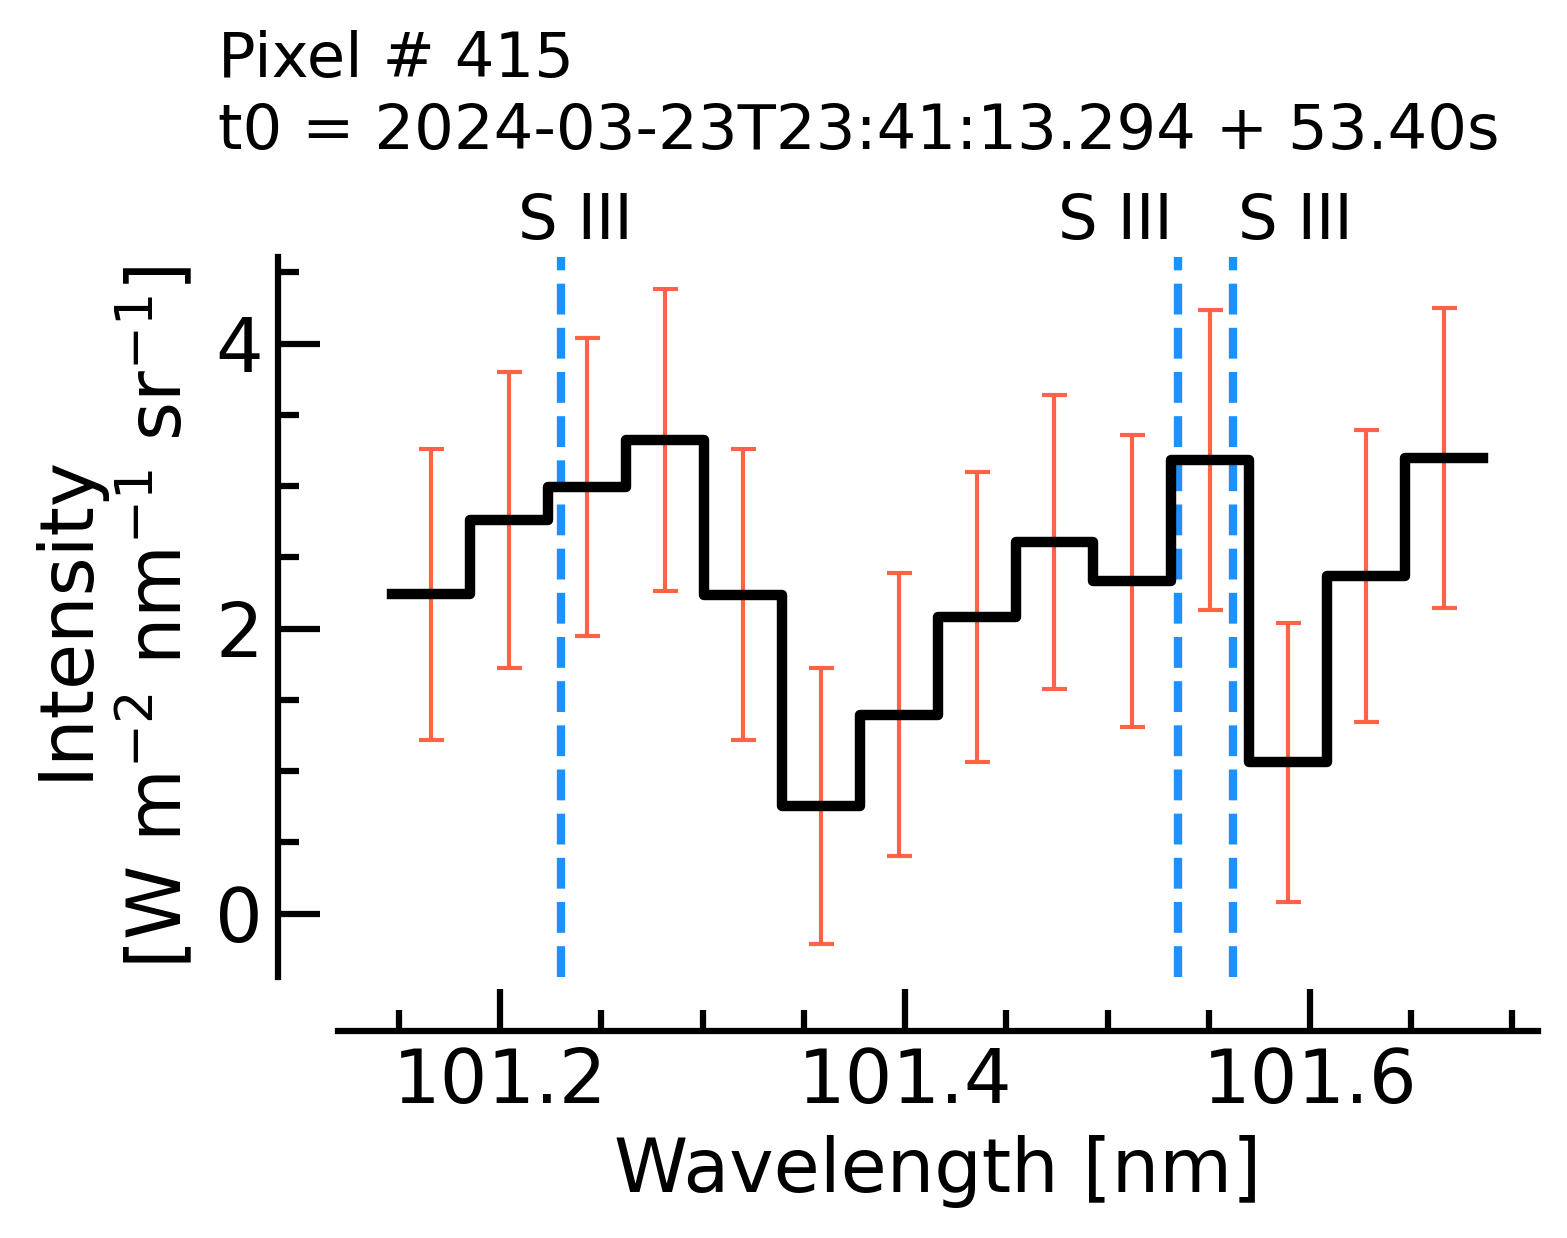 Pixel # 415
t0 = 2024-03-23T23:41:13.294 + 53.40s
S III S III S III
Intensity
[W m⁻² nm⁻¹ sr⁻¹]
4
2
0
101.2 101.4 101.6
Wavelength [nm]